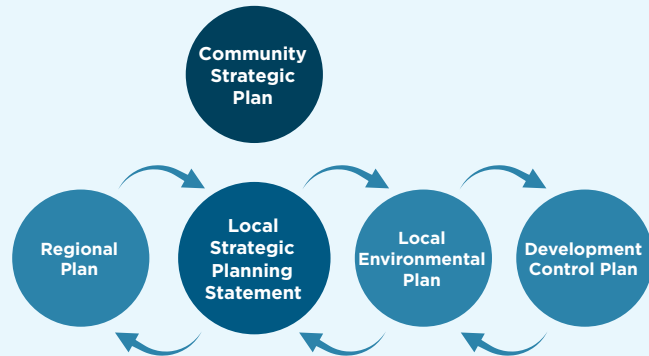 Community
Strategic
Plan
Regional
Plan
Local
Strategic
Planning
Statement
Local
Environmental
Plan
Development
Control Plan